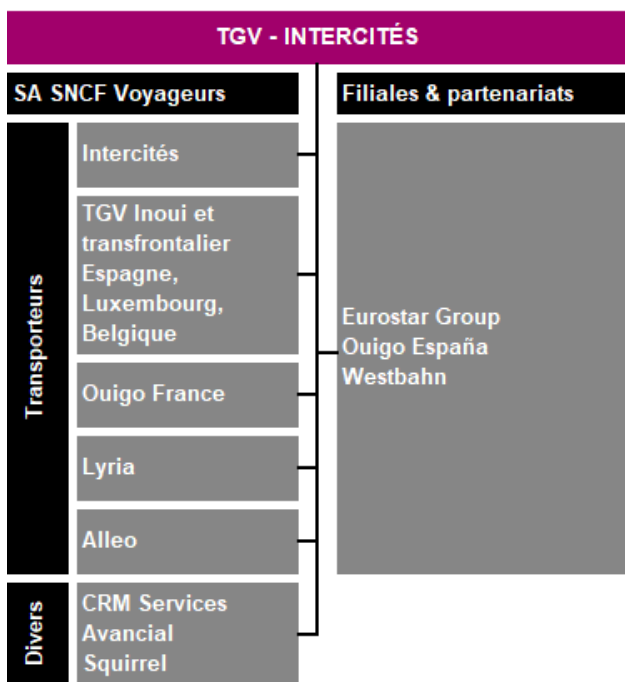 TGV - INTERCITÉS
SA SNCF Voyageurs
Transporteurs
Intercités
TGV Inoui et
transfrontalier
Espagne,
Luxembourg,
Belgique
Ouigo France
Lyria
Alleo
Divers
CRM Services
Avancial
Squirrel
Filiales & partenariats
Eurostar Group
Ouigo España
Westbahn